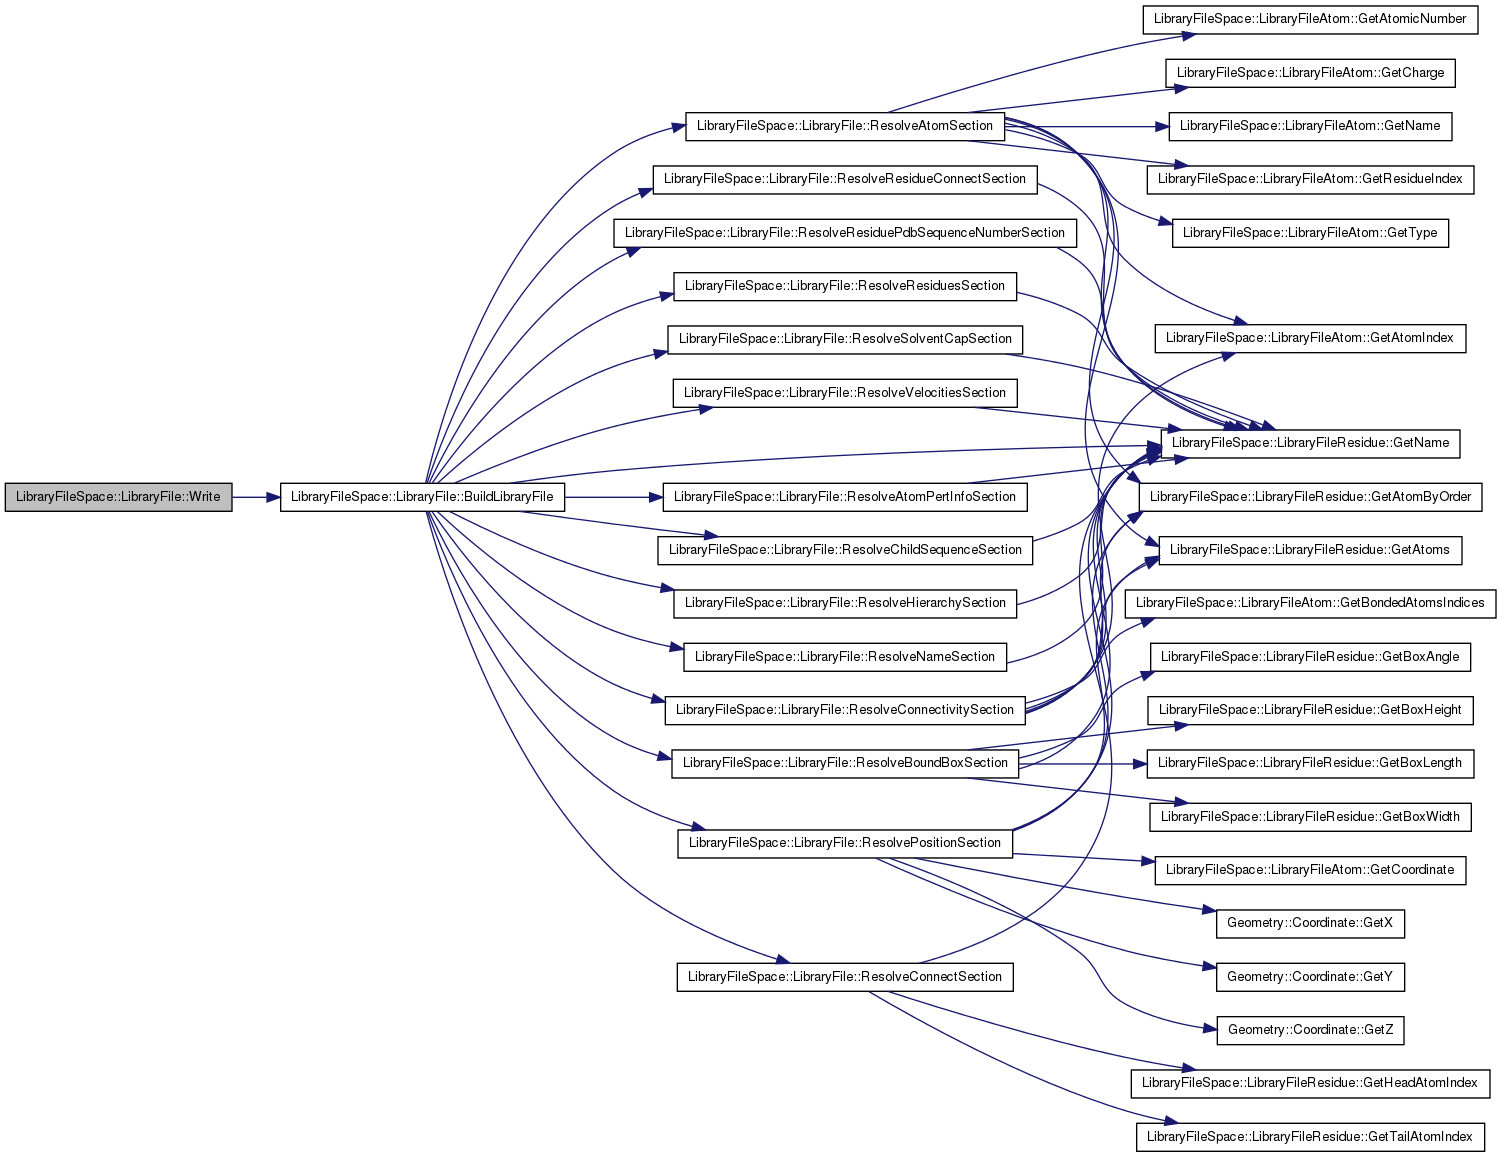 LibraryFileSpace::LibraryFile::Write
LibraryFileSpace::LibraryFile::BuildLibraryFile
LibraryFileSpace::LibraryFile::ResolveAtomSection
LibraryFileSpace::LibraryFile::ResolveResidueConnectSection
LibraryFileSpace::LibraryFile::ResolveResiduePdbSequenceNumberSection
LibraryFileSpace::LibraryFile::ResolveResiduesSection
LibraryFileSpace::LibraryFile::ResolveSolventCapSection
LibraryFileSpace::LibraryFile::ResolveVelocitiesSection
LibraryFileSpace::LibraryFile::ResolveAtomPertInfoSection
LibraryFileSpace::LibraryFile::ResolveChildSequenceSection
LibraryFileSpace::LibraryFile::ResolveHierarchySection
LibraryFileSpace::LibraryFile::ResolveNameSection
LibraryFileSpace::LibraryFile::ResolveConnectivitySection
LibraryFileSpace::LibraryFile::ResolveBoundBoxSection
LibraryFileSpace::LibraryFile::ResolvePositionSection
LibraryFileSpace::LibraryFile::ResolveConnectSection
LibraryFileSpace::LibraryFileAtom::GetAtomicNumber
LibraryFileSpace::LibraryFileAtom::GetCharge
LibraryFileSpace::LibraryFileAtom::GetName
LibraryFileSpace::LibraryFileAtom::GetResidueIndex
LibraryFileSpace::LibraryFileAtom::GetType
LibraryFileSpace::LibraryFileAtom::GetAtomIndex
LibraryFileSpace::LibraryFileResidue::GetName
LibraryFileSpace::LibraryFileResidue::GetAtomByOrder
LibraryFileSpace::LibraryFileResidue::GetAtoms
LibraryFileSpace::LibraryFileAtom::GetBondedAtomsIndices
LibraryFileSpace::LibraryFileResidue::GetBoxAngle
LibraryFileSpace::LibraryFileResidue::GetBoxHeight
LibraryFileSpace::LibraryFileResidue::GetBoxLength
LibraryFileSpace::LibraryFileResidue::GetBoxWidth
LibraryFileSpace::LibraryFileAtom::GetCoordinate
Geometry::Coordinate::GetX
Geometry::Coordinate::GetY
Geometry::Coordinate::GetZ
LibraryFileSpace::LibraryFileResidue::GetHeadAtomIndex
LibraryFileSpace::LibraryFileResidue::GetTailAtomIndex